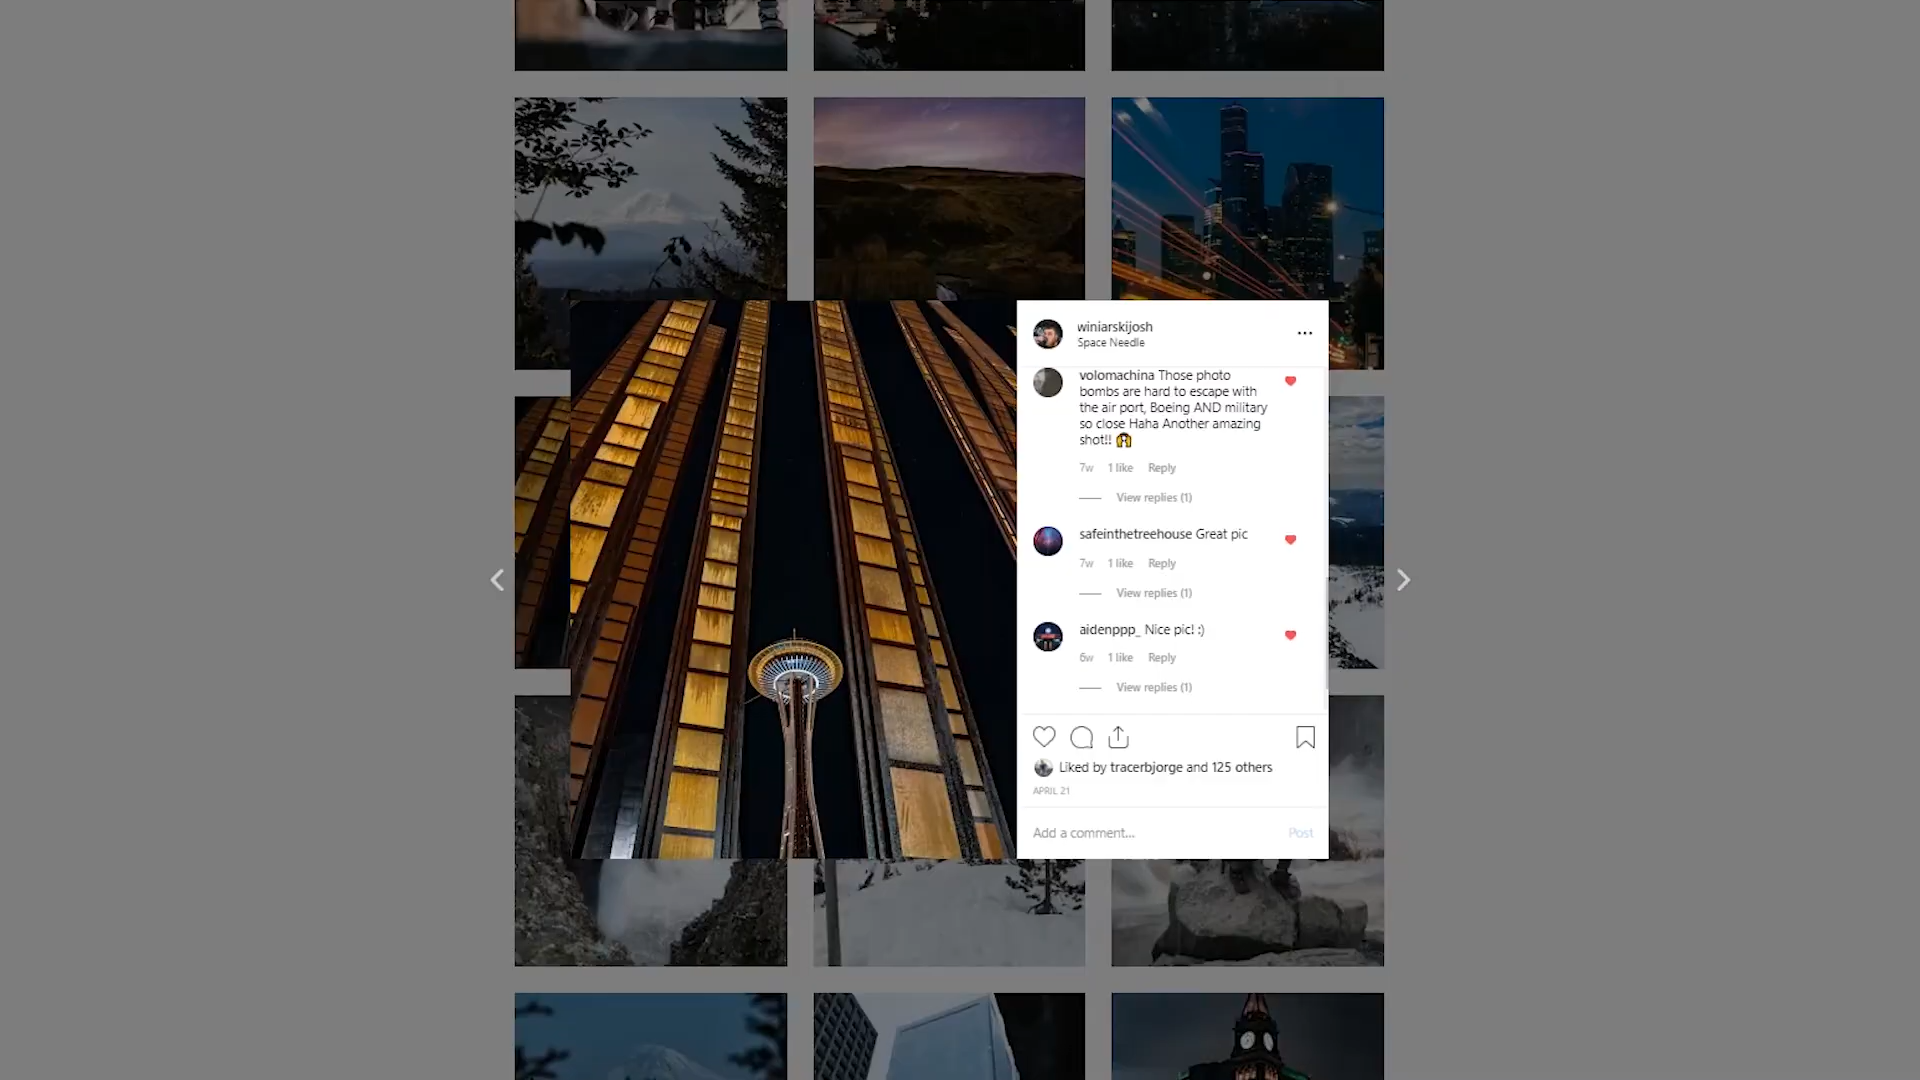 winiarskijosh
Space Needle
volomachina Those photo
bombs are hard to escape with
the air port, Boeing AND military
so close Haha Another amazing
shot!! 🙌
7w 1 like Reply
View replies (1)
safeinthetreehouse Great pic
7w 1 like Reply
View replies (1)
aidenppp_ Nice pic! :)
6w 1 like Reply
View replies (1)
Liked by tracerbjorge and 125 others
APRIL 21
Add a comment...
Post